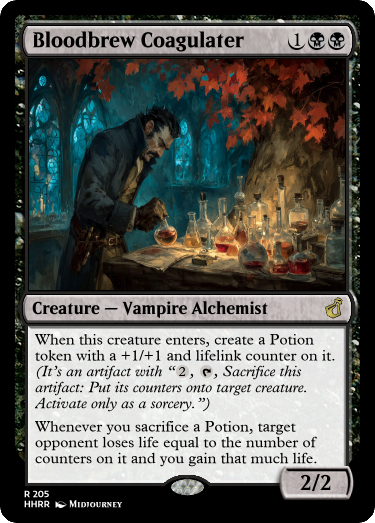 Bloodbrew Coagulater 1
Creature — Vampire Alchemist
When this creature enters, create a Potion
token with a +1/+1 and lifelink counter on it.
(It's an artifact with “2, , Sacrifice this
artifact: Put its counters onto target creature.
Activate only as a sorcery.”)
Whenever you sacrifice a Potion, target
opponent loses life equal to the number of
counters on it and you gain that much life.
2/2
R 205
HHRR Midjourney